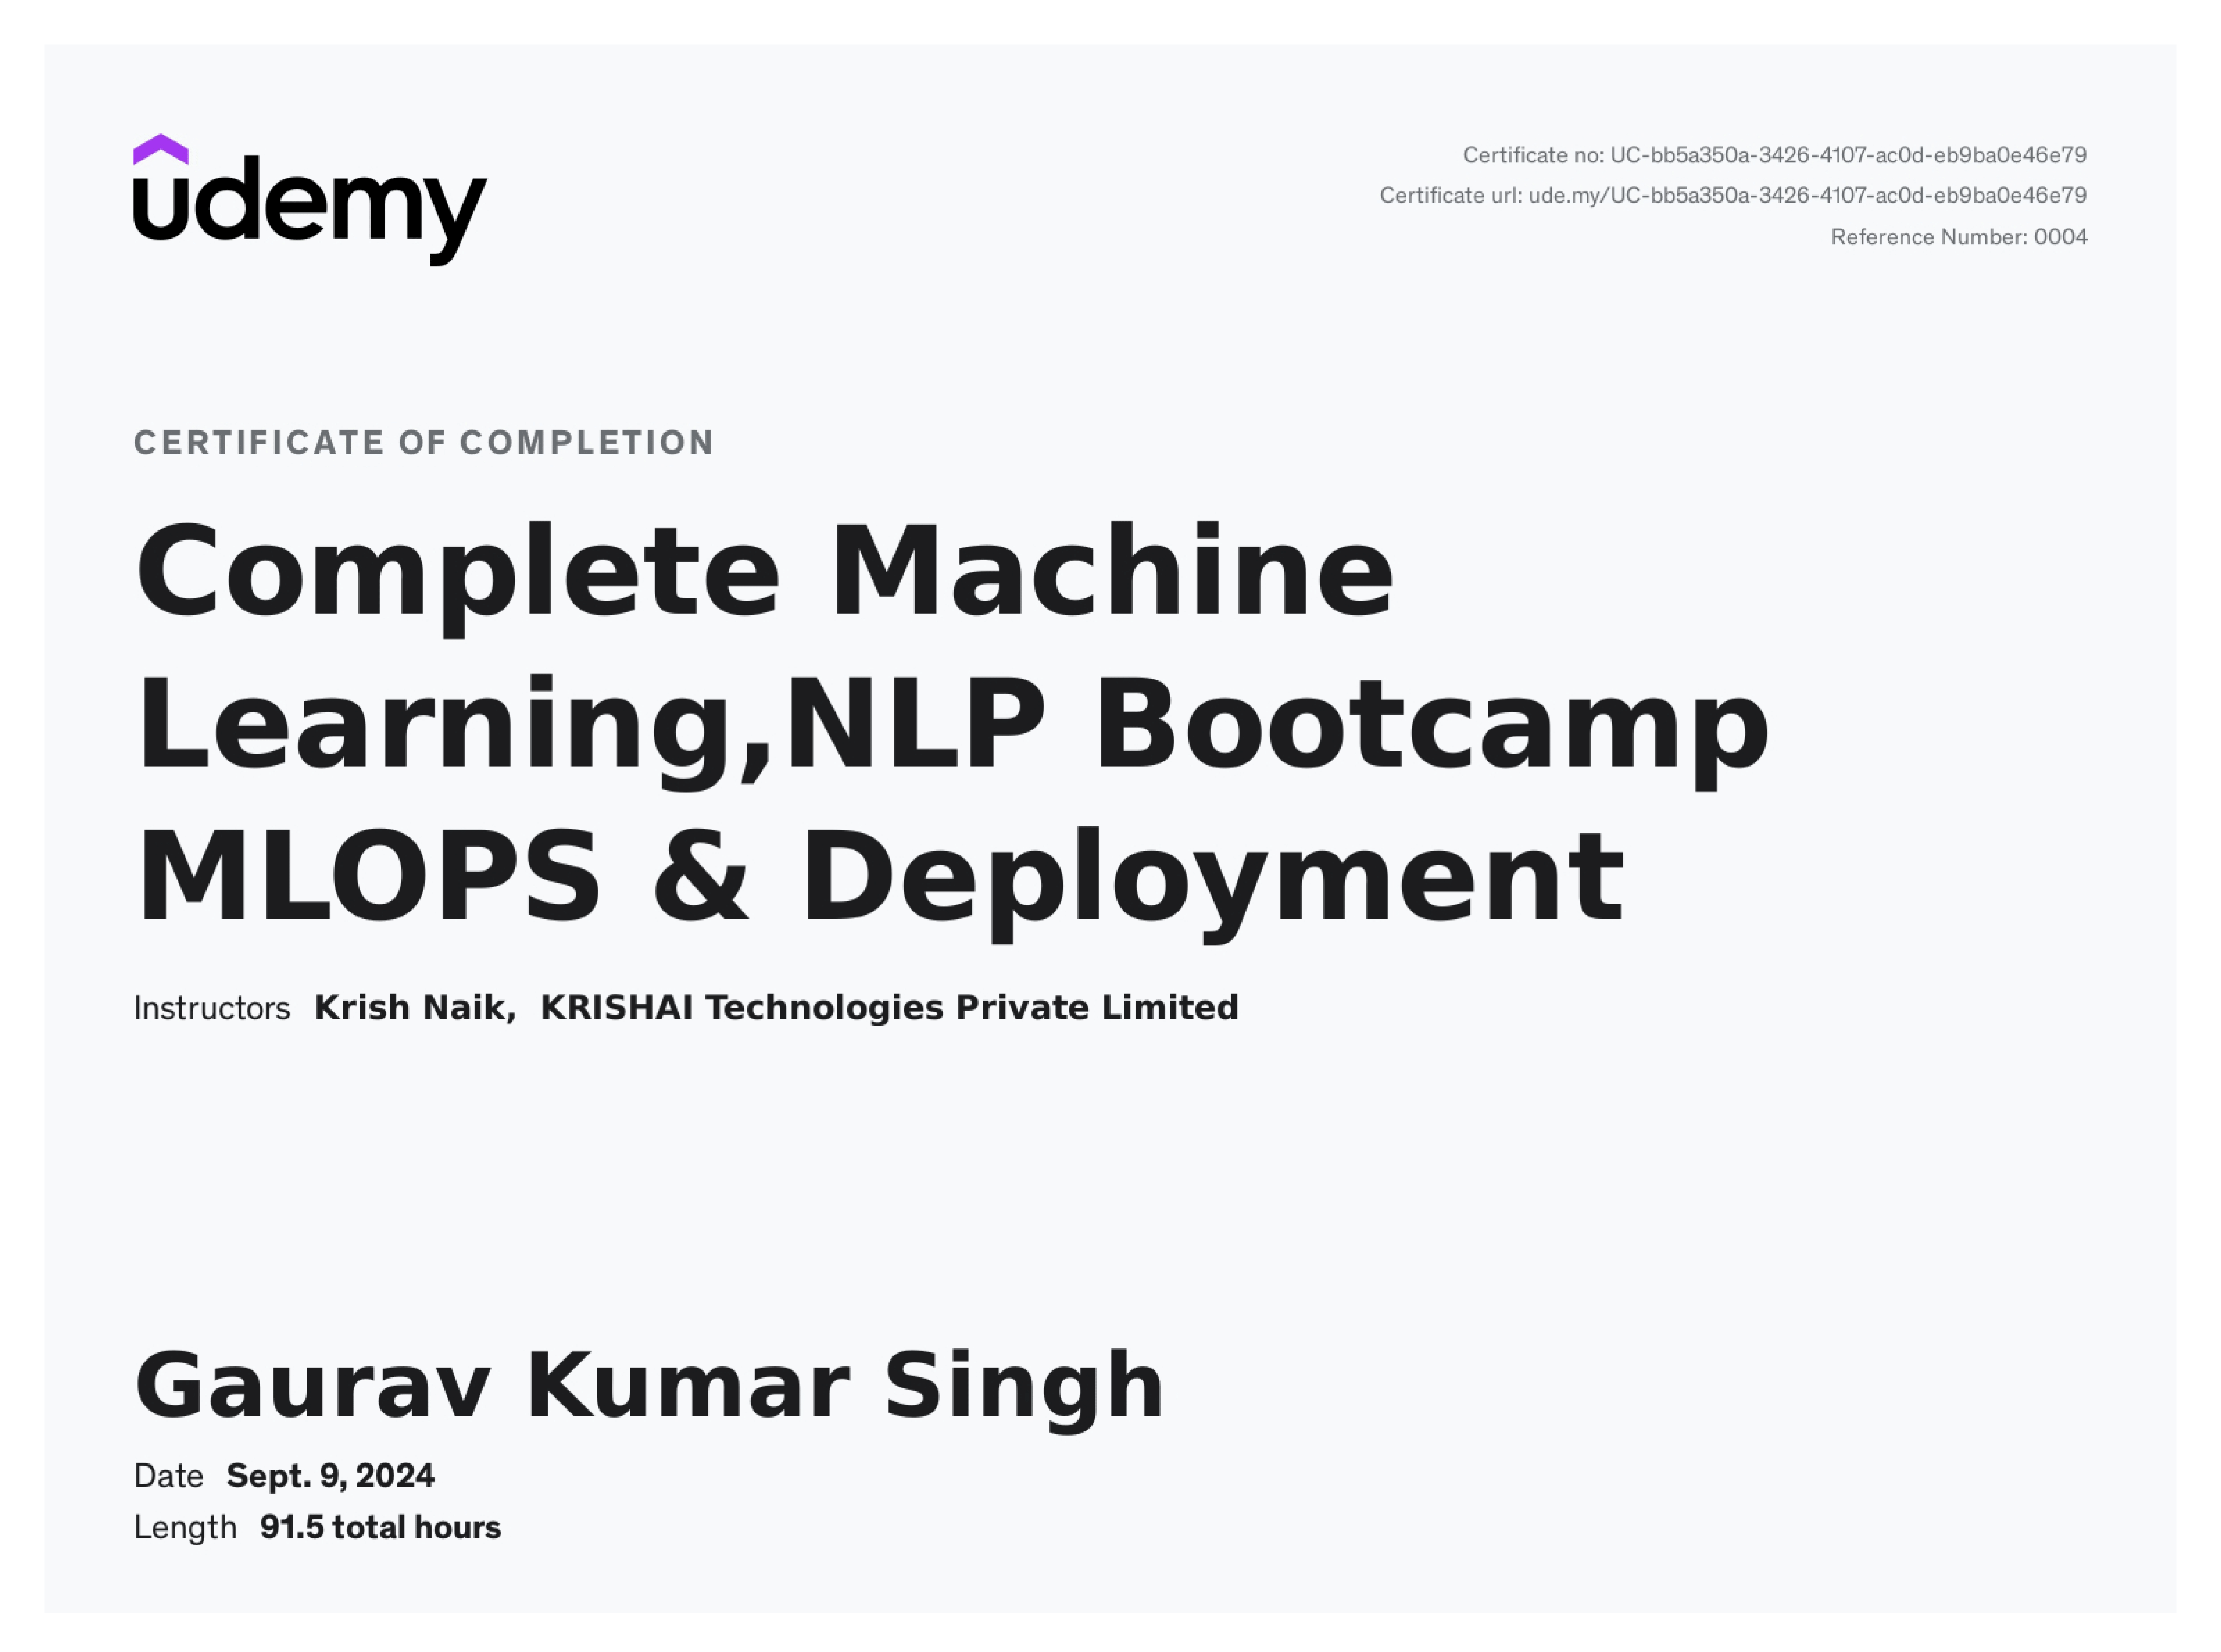 udemy
Certificate no: UC-bb5a350a-3426-4107-ac0d-eb9ba0e46e79
Certificate url: ude.my/UC-bb5a350a-3426-4107-ac0d-eb9ba0e46e79
Reference Number: 0004
CERTIFICATE OF COMPLETION
Complete Machine
Learning,NLP Bootcamp
MLOPS & Deployment
Instructors Krish Naik, KRISHAI Technologies Private Limited
Gaurav Kumar Singh
Date Sept. 9, 2024
Length 91.5 total hours